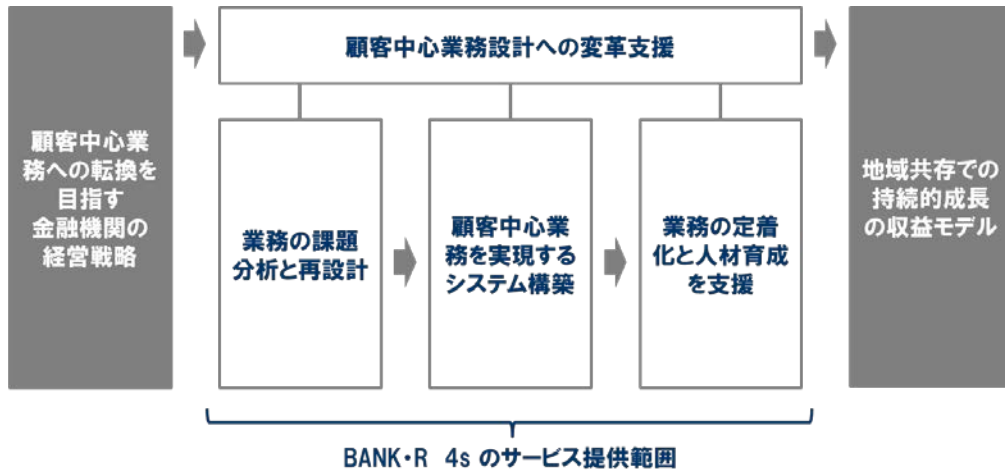 顧客中心業務設計への変革支援
顧客中心業
務への転換を
目指す
金融機関の
経営戦略
業務の課題
分析と再設計
顧客中心業
務を実現する
システム構築
業務の定着
化と人材育成
を支援
地域共存での
持続的成長
の収益モデル
BANK・R 4s のサービス提供範囲